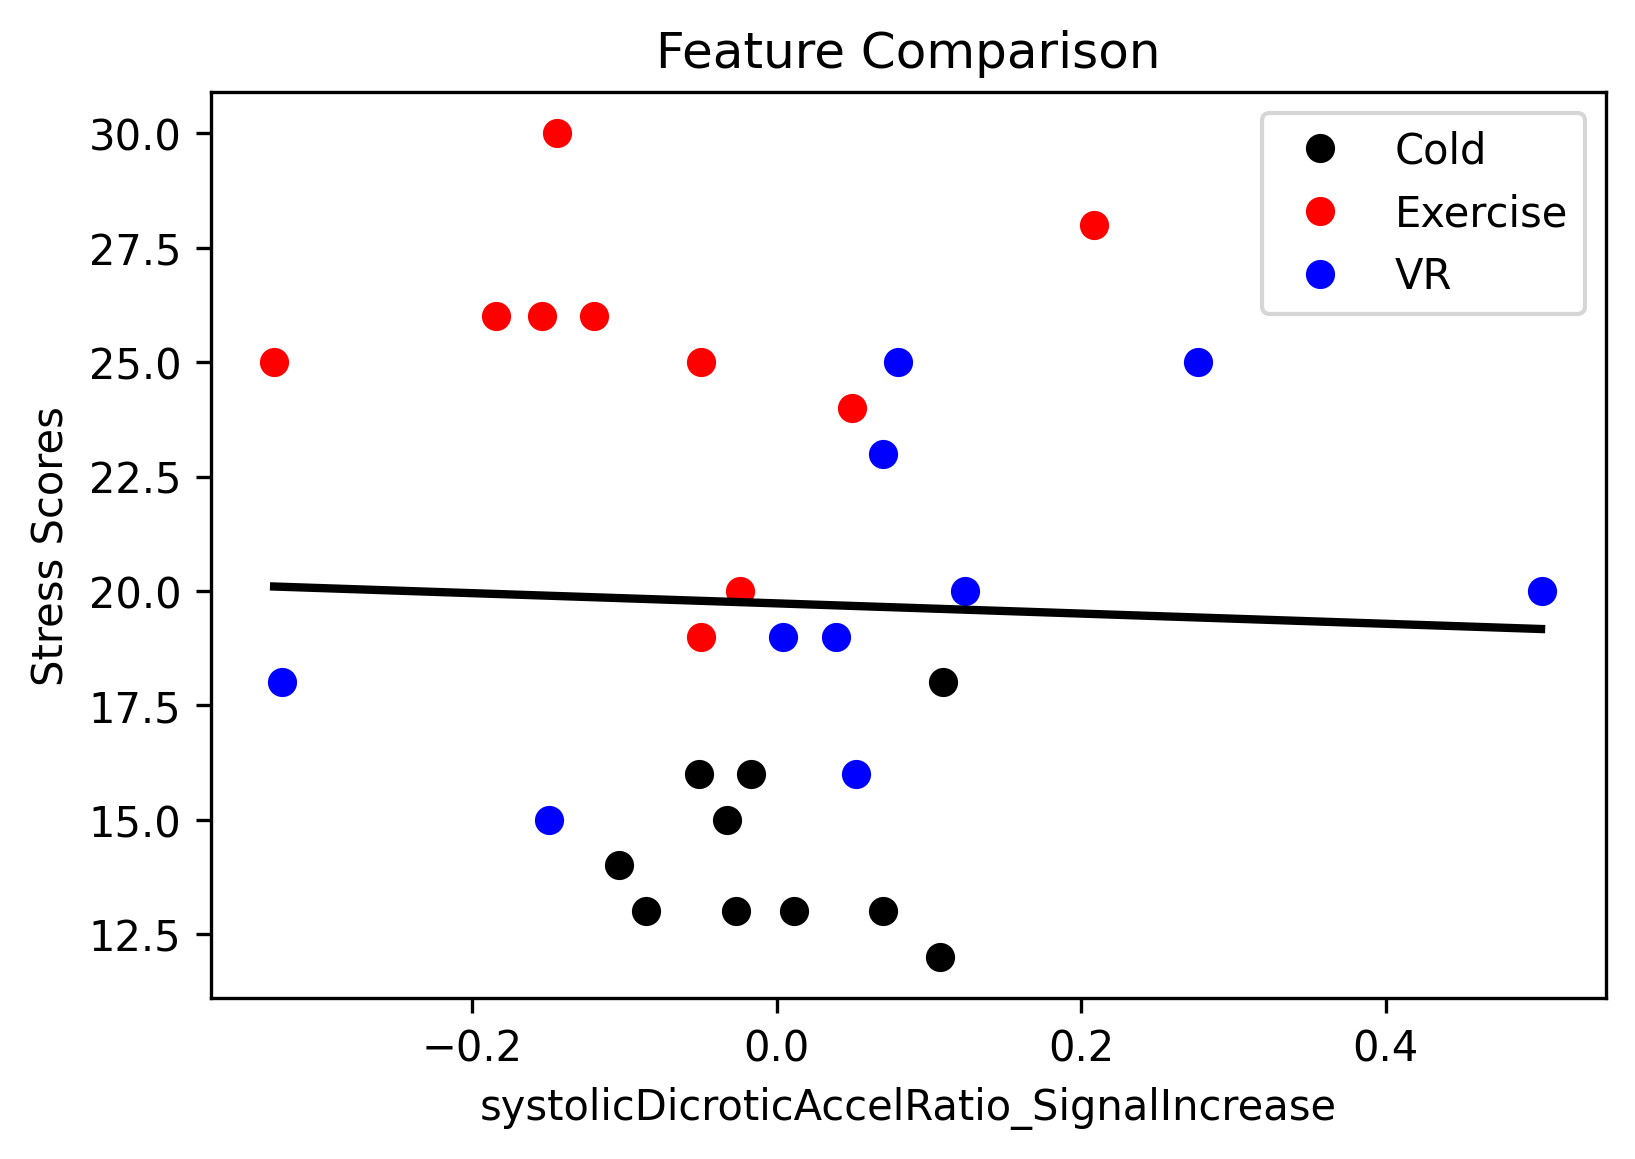 Feature Comparison
30.0
27.5
25.0
22.5
20.0
17.5
15.0
12.5
Stress Scores
Cold
Exercise
VR
−0.2 0.0 0.2 0.4
systolicDicroticAccelRatio_SignalIncrease